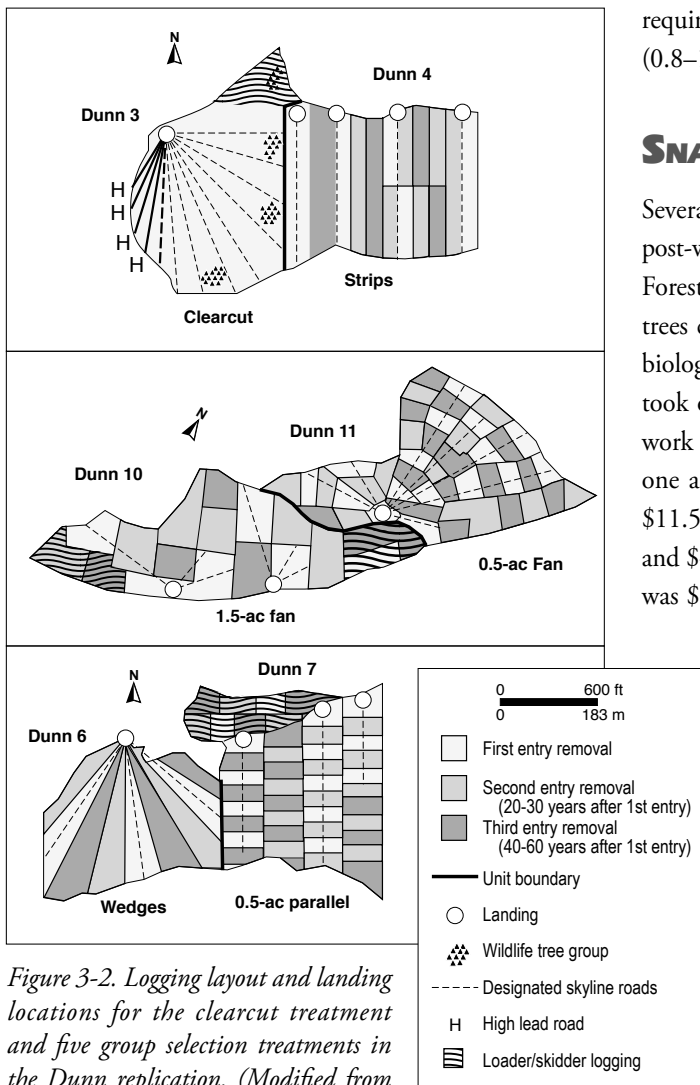 N
Dunn 4
Dunn 3
H
H
H
H
Strips
Clearcut
N
Dunn 11
Dunn 10
0.5-ac Fan
1.5-ac fan
N
Dunn 7
Dunn 6
Wedges
0.5-ac parallel
0 600 ft
0 183 m
First entry removal
Second entry removal
(20-30 years after 1st entry)
Third entry removal
(40-60 years after 1st entry)
Unit boundary
Landing
Wildlife tree group
Designated skyline roads
H High lead road
Loader/skidder logging
Figure 3-2. Logging layout and landing
locations for the clearcut treatment
and five group selection treatments in
the Dunn replication. (Modified from
(0.8–
Severa
post-w
Forest
trees
biolog
took
work
one a
$11.5
and $
was $